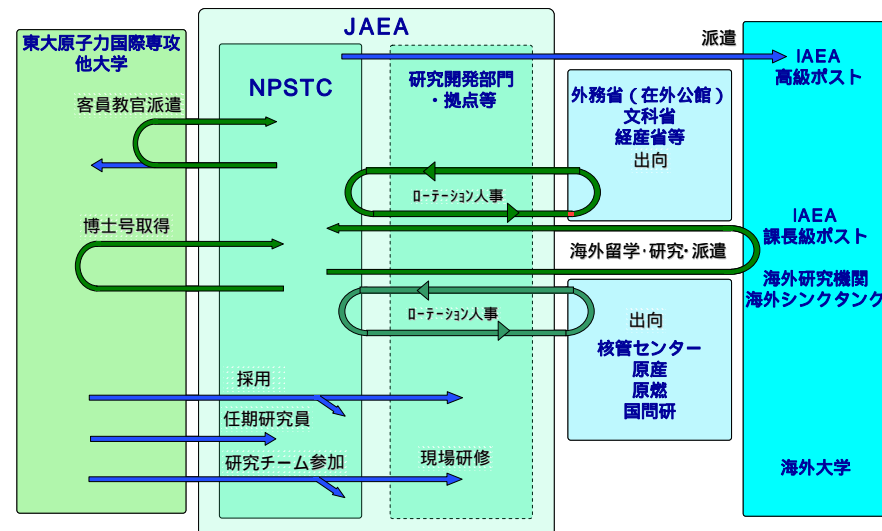 東大原子力国際専攻
他大学
客員教官派遣
博士号取得
JAEA
NPSTC
研究開発部門
・拠点等
ﾛｰﾃｰｼｮﾝ人事
ﾛｰﾃｰｼｮﾝ人事
採用
任期研究員
研究チーム参加
現場研修
派遣
外務省（在外公館）
文科省
経産省等
出向
海外留学･研究･派遣
出向
核管センター
原産
原燃
国問研
IAEA
高級ポスト
IAEA
課長級ポスト
海外研究機関
海外シンクタンク
海外大学